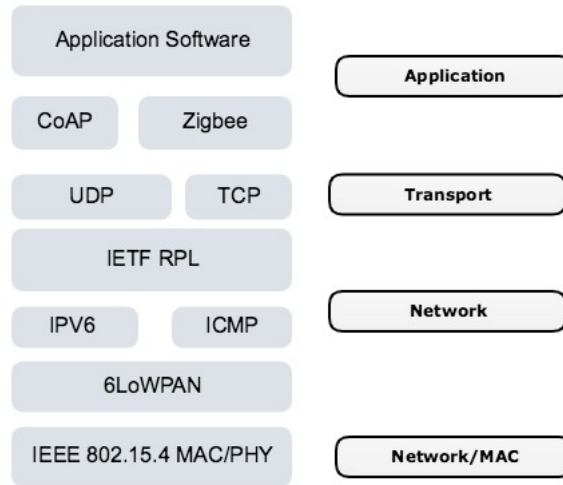 Application Software
Application
CoAP
Zigbee
UDP
TCP
Transport
IETF RPL
IPV6
ICMP
Network
6LoWPAN
IEEE 802.15.4 MAC/PHY
Network/MAC